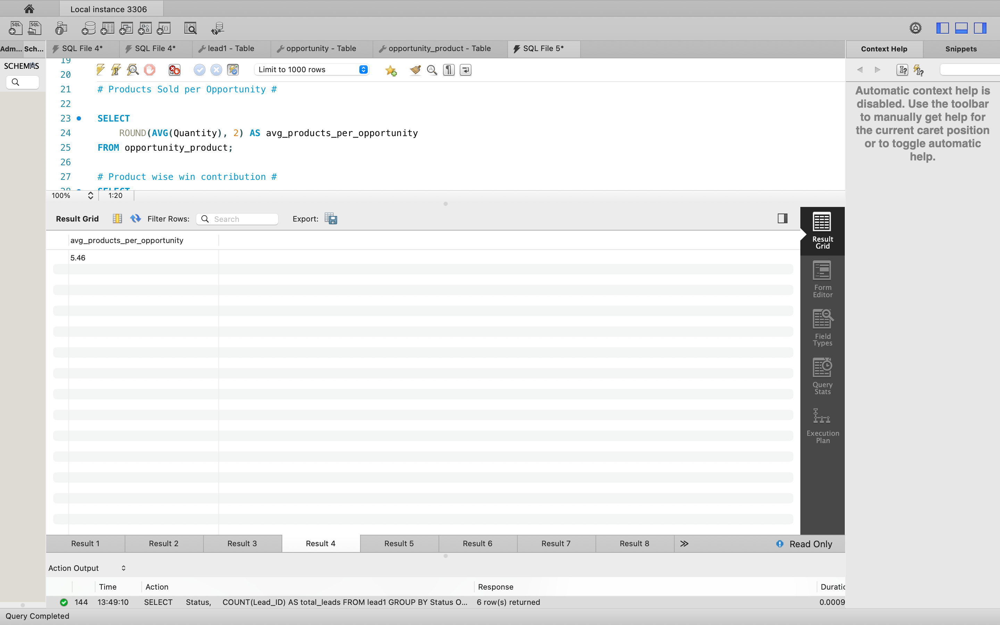 Local instance 3306
Adm... Sch... SQL File 4* SQL File 4* lead1 - Table opportunity - Table opportunity_product - Table SQL File 5* Context Help Snippets
SCHEMAS
Limit to 1000 rows
19
20
21 # Products Sold per Opportunity #
22
23 SELECT
24 ROUND(AVG(Quantity), 2) AS avg_products_per_opportunity
25 FROM opportunity_product;
26
27 # Product wise win contribution #
28 SELECT
100% 1:20
Automatic context help is
disabled. Use the toolbar
to manually get help for
the current caret position
or to toggle automatic
help.
Result Grid Filter Rows: Search Export:
avg_products_per_opportunity
5.46
Result
Grid
Form
Editor
Field
Types
Query
Stats
Execution
Plan
Result 1 Result 2 Result 3 Result 4 Result 5 Result 6 Result 7 Result 8 Read Only
Action Output
Time Action Response Duratio
144 13:49:10 SELECT Status, COUNT(Lead_ID) AS total_leads FROM lead1 GROUP BY Status O... 6 row(s) returned 0.0009
Query Completed